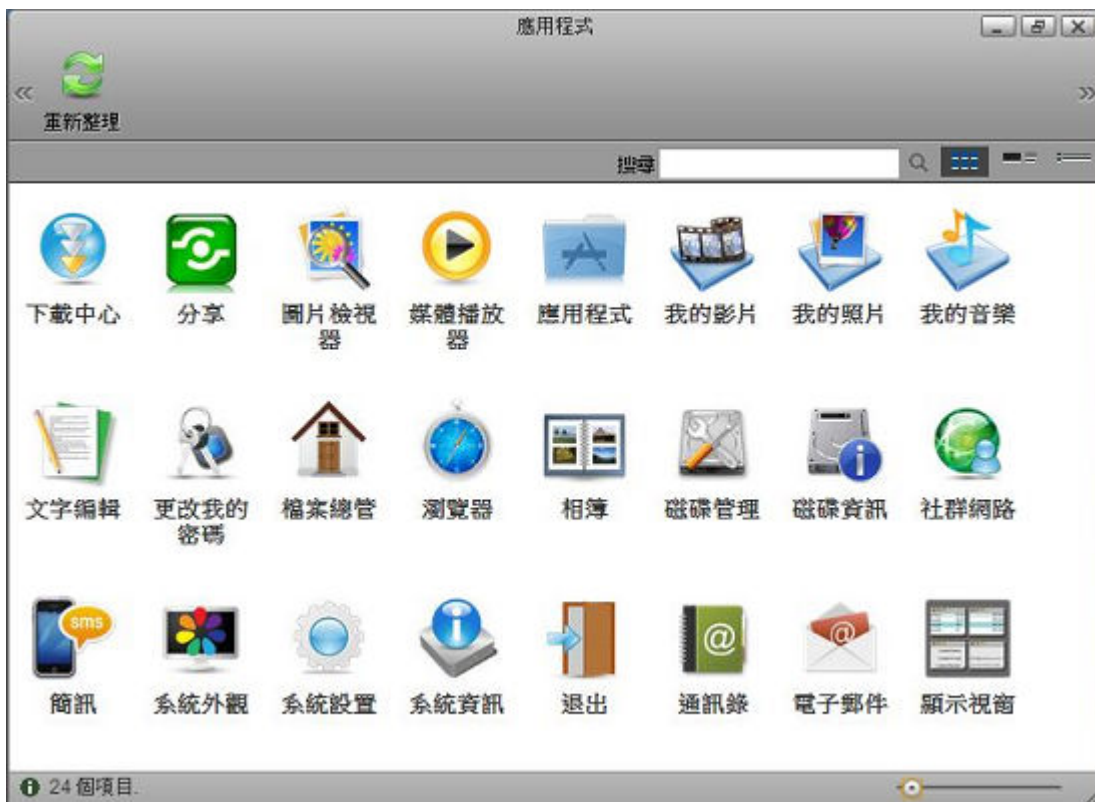 應用程式
重新整理
搜尋
下載中心 分享 圖片檢視器 媒體播放器 應用程式 我的影片 我的照片 我的音樂
文字編輯 更改我的密碼 檔案總管 瀏覽器 相簿 磁碟管理 磁碟資訊 社群網路
sms
@
@
簡訊 系統外觀 系統設置 系統資訊 退出 通訊錄 電子郵件 顯示視窗
24 個項目.